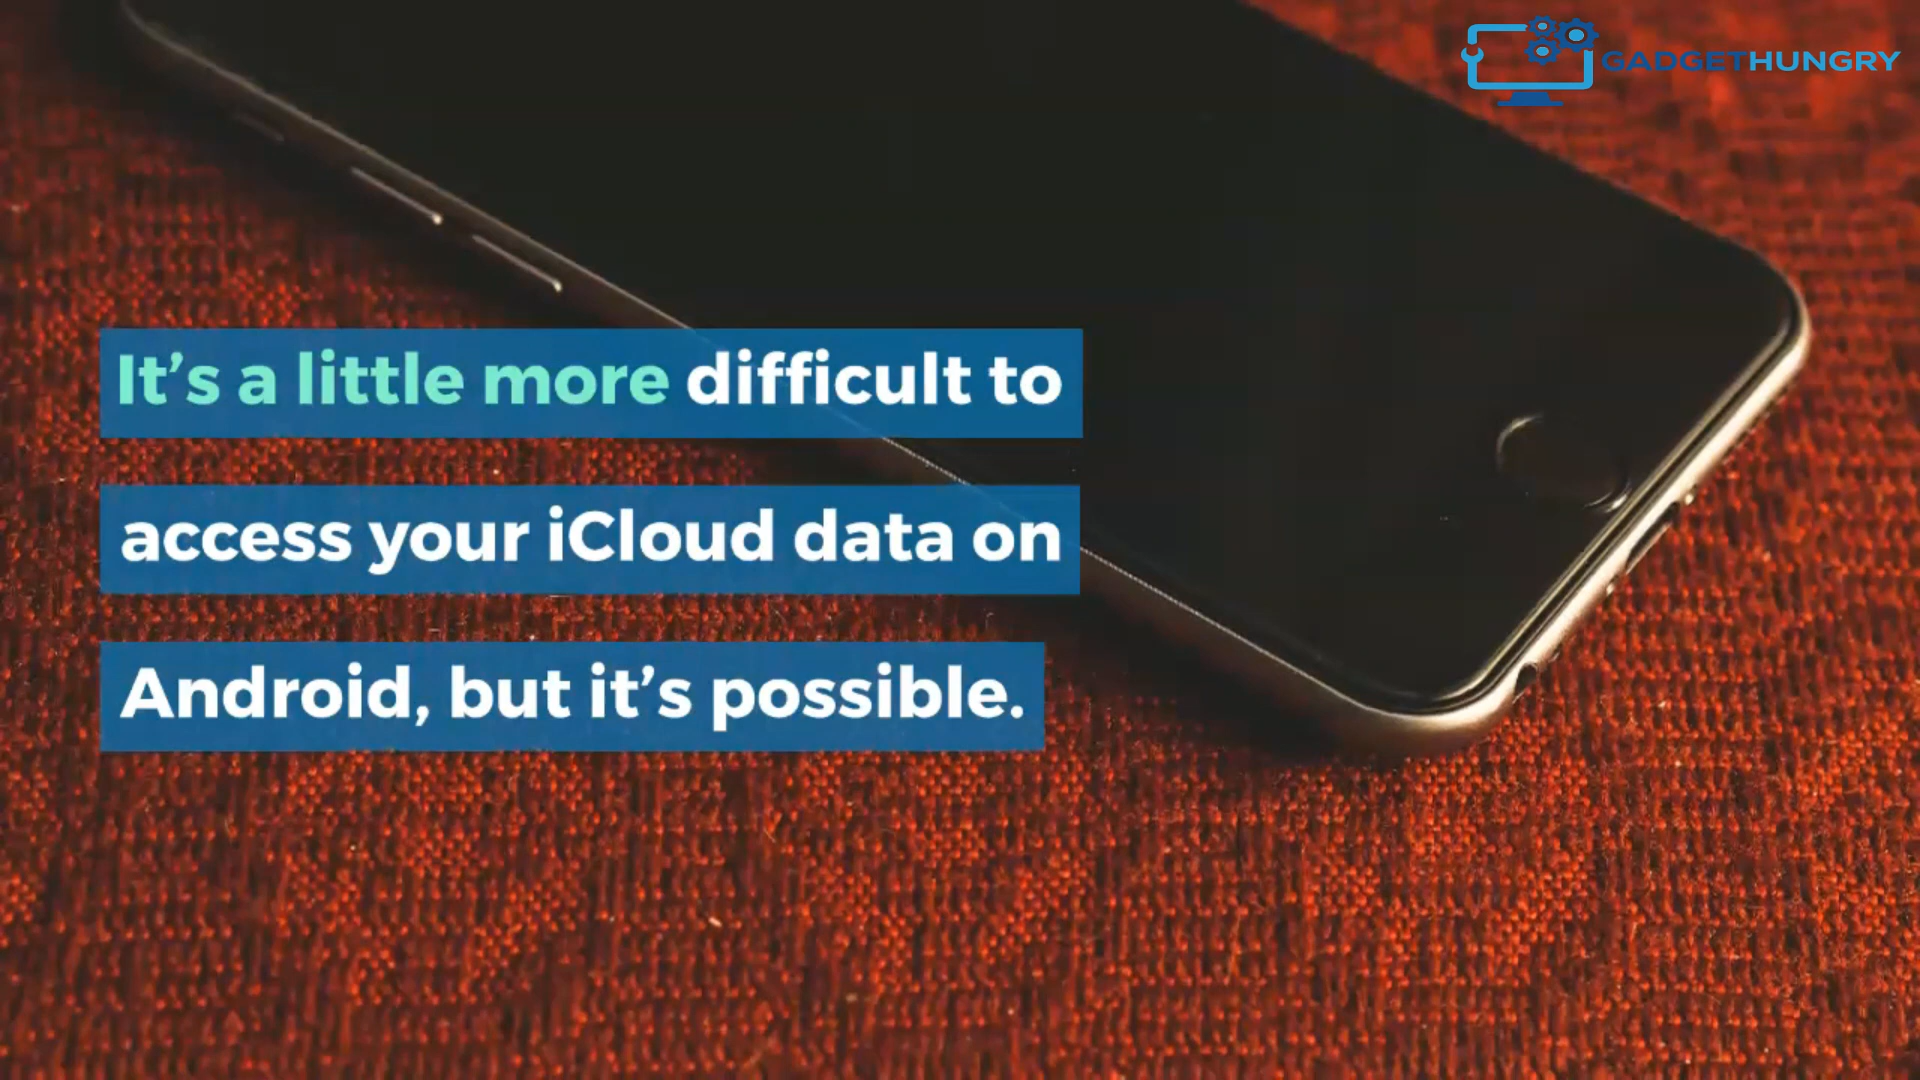 GADGETHUNGRY
It's a little more difficult to
access your iCloud data on
Android, but it's possible.